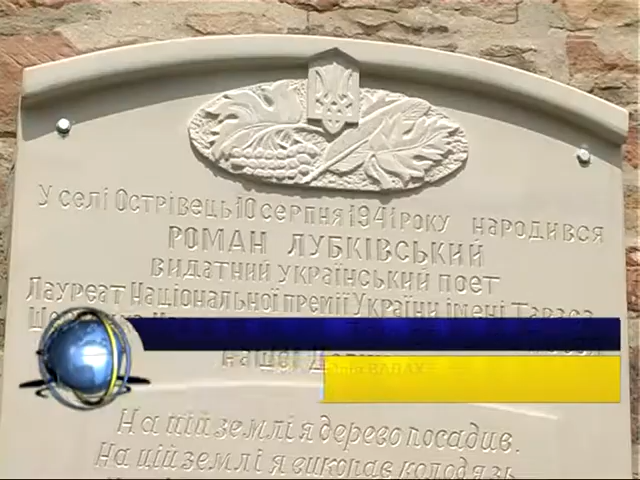 У селі Острівець 10 серпня 1941 року народився
РОМАН ЛУБКІВСЬКИЙ
видатний український поет
Лауреат Національної премії України імені Тараса
нашої
На цій землі я дерево посадив.
На цій землі я викопав колодязь